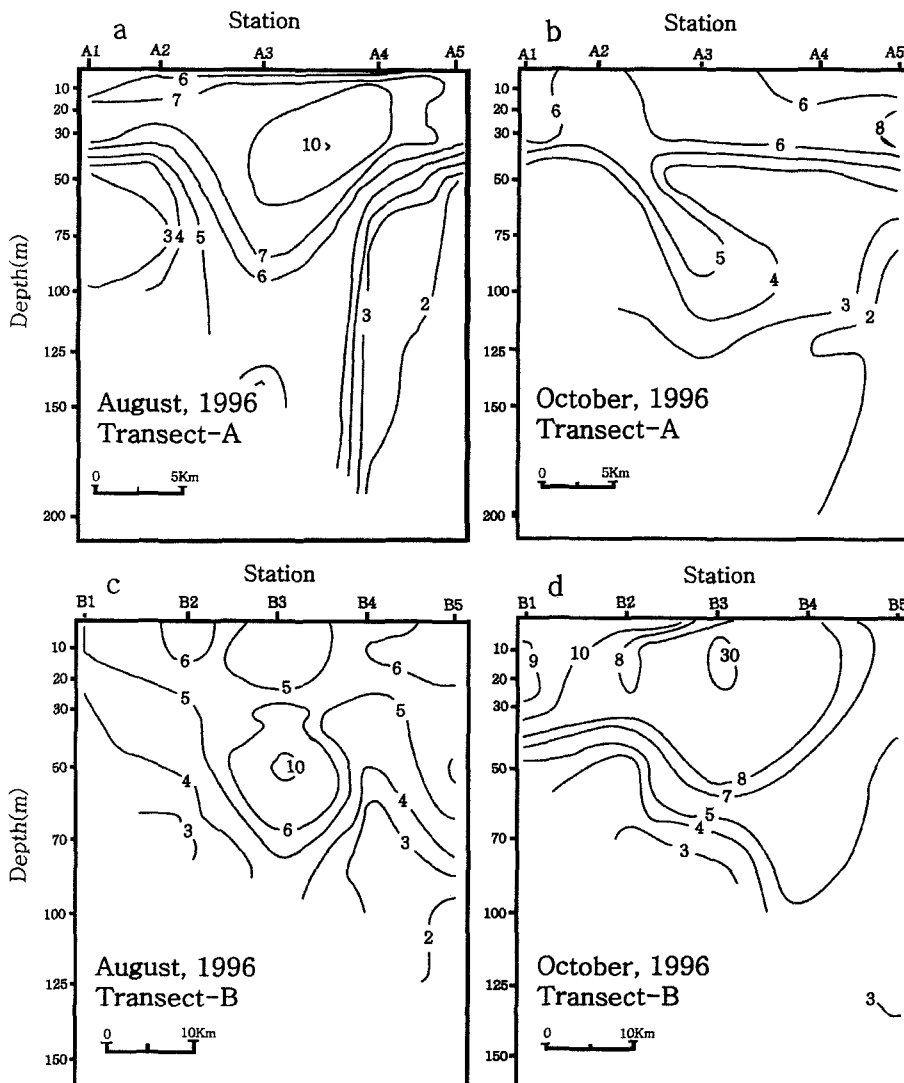 a
Station
A1 A2 A3 A4 A5
10
20
30
50
75
100
125
150
200
Depth(m)
6
7
10
3 4 5
7
6
3
2
August, 1996
Transect-A
0 5Km
b
Station
A1 A2 A3 A4 A5
10
20
30
50
75
100
125
150
200
6
6
8
6
5
4
3
2
October, 1996
Transect-A
0 5Km
c
Station
B1 B2 B3 B4 B5
10
20
30
50
70
100
125
150
Depth(m)
6
6
5
5
5
10
4
4
6
3
3
2
August, 1996
Transect-B
0 10Km
d
Station
B1 B2 B3 B4 B5
10
20
30
50
70
100
125
150
9
10
8
30
8
7
5
4
3
3
October, 1996
Transect-B
0 10Km